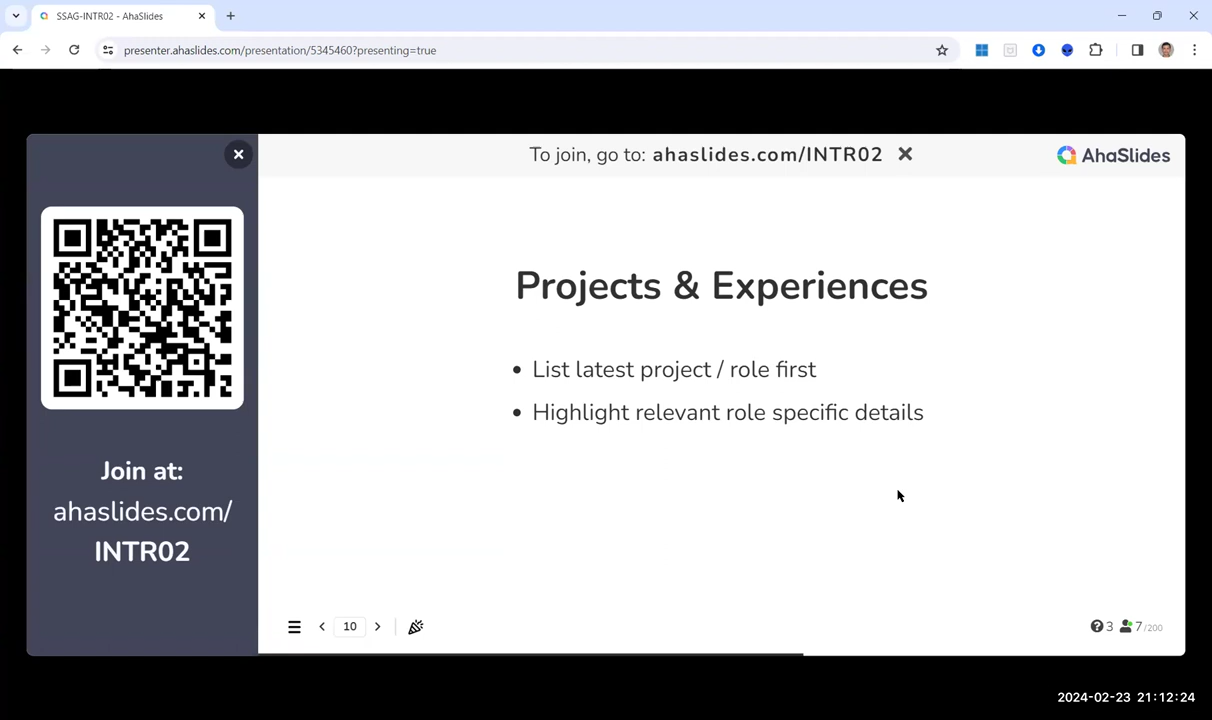 SSAG-INTR02 - AhaSlides
presenter.ahaslides.com/presentation/5345460?presenting=true
To join, go to: ahaslides.com/INTR02
AhaSlides
Projects & Experiences
• List latest project / role first
• Highlight relevant role specific details
Join at:
ahaslides.com/
INTR02
10
3 7 /200
2024-02-23 21:12:24